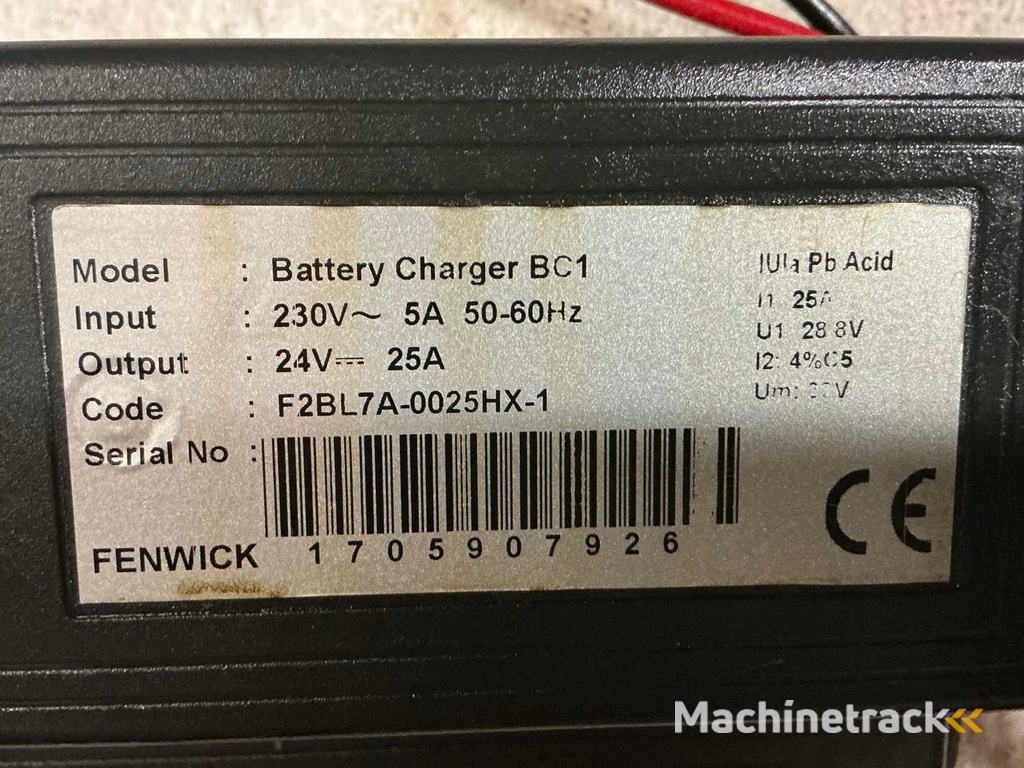 Model : Battery Charger BC1
Input : 230V~ 5A 50-60Hz
Output : 24V⎓ 25A
Code : F2BL7A-0025HX-1
Serial No :
1705907926
FENWICK
IUIa Pb Acid
I1 25A
U1 28.8V
I2: 4%C5
Um: V
CE
Machinetrack